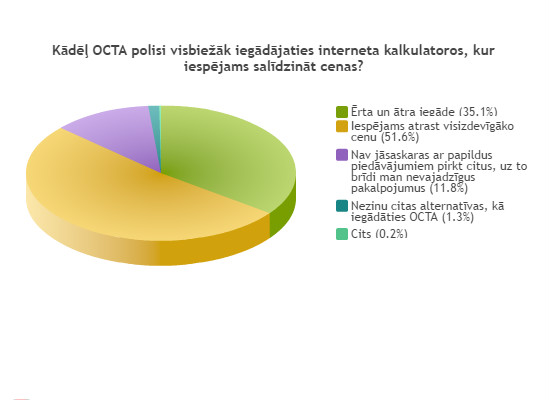 Kādēļ OCTA polisi visbiežāk iegādājaties interneta kalkulatoros, kur
iespējams salīdzināt cenas?
Ērta un ātra iegāde (35.1%)
Iespējams atrast visizdevīgāko
cenu (51.6%)
Nav jāsaskaras ar papildus
piedāvājumiem pirkt citus, uz to
brīdi man nevajadzīgus
pakalpojumus (11.8%)
Nezinu citas alternatīvas, kā
iegādāties OCTA (1.3%)
Cits (0.2%)